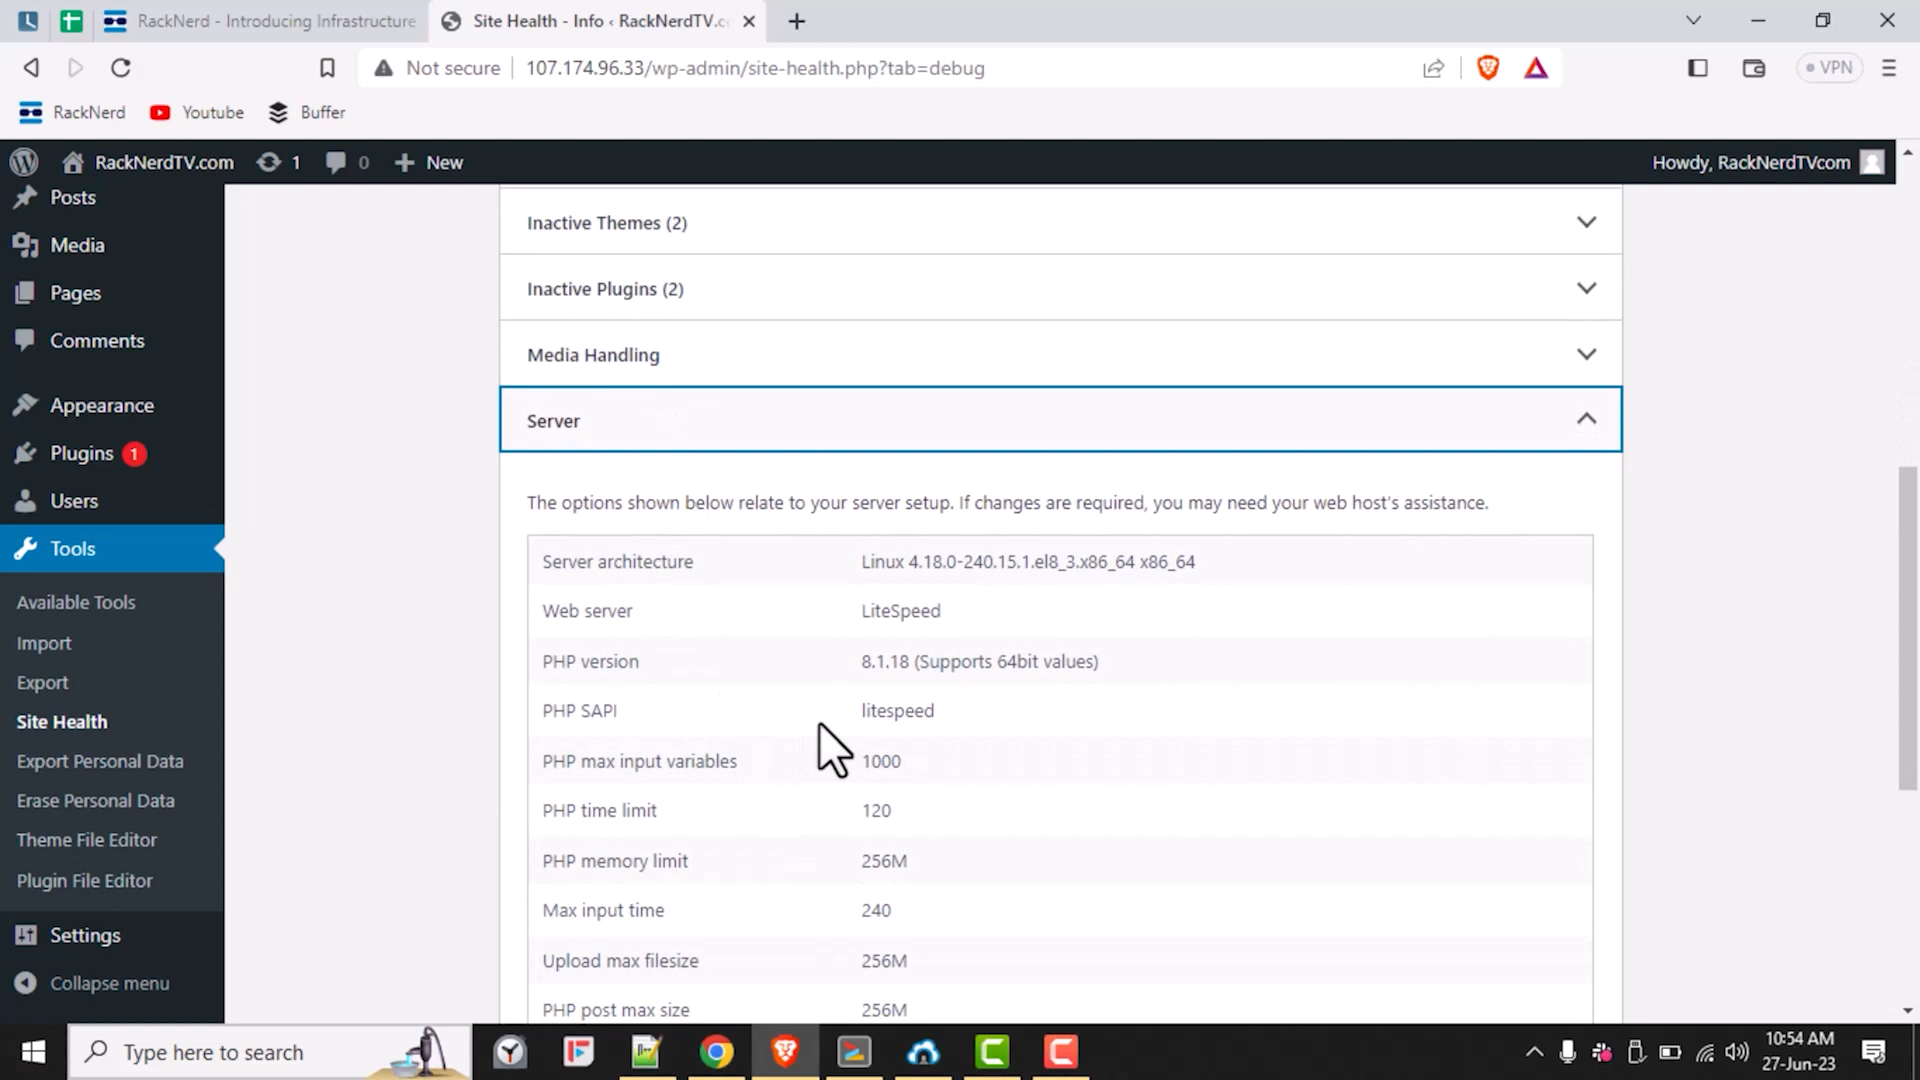 RackNerd - Introducing Infrastructure
Site Health - Info ‹ RackNerdTV.c
Not secure
107.174.96.33/wp-admin/site-health.php?tab=debug
VPN
RackNerd
Youtube
Buffer
RackNerdTV.com
1
0
New
Howdy, RackNerdTVcom
Posts
Media
Pages
Comments
Appearance
Plugins 1
Users
Tools
Available Tools
Import
Export
Site Health
Export Personal Data
Erase Personal Data
Theme File Editor
Plugin File Editor
Settings
Collapse menu
Inactive Themes (2)
Inactive Plugins (2)
Media Handling
Server
The options shown below relate to your server setup. If changes are required, you may need your web host's assistance.
Server architecture Linux 4.18.0-240.15.1.el8_3.x86_64 x86_64
Web server LiteSpeed
PHP version 8.1.18 (Supports 64bit values)
PHP SAPI litespeed
PHP max input variables 1000
PHP time limit 120
PHP memory limit 256M
Max input time 240
Upload max filesize 256M
PHP post max size 256M
Type here to search
10:54 AM
27-Jun-23